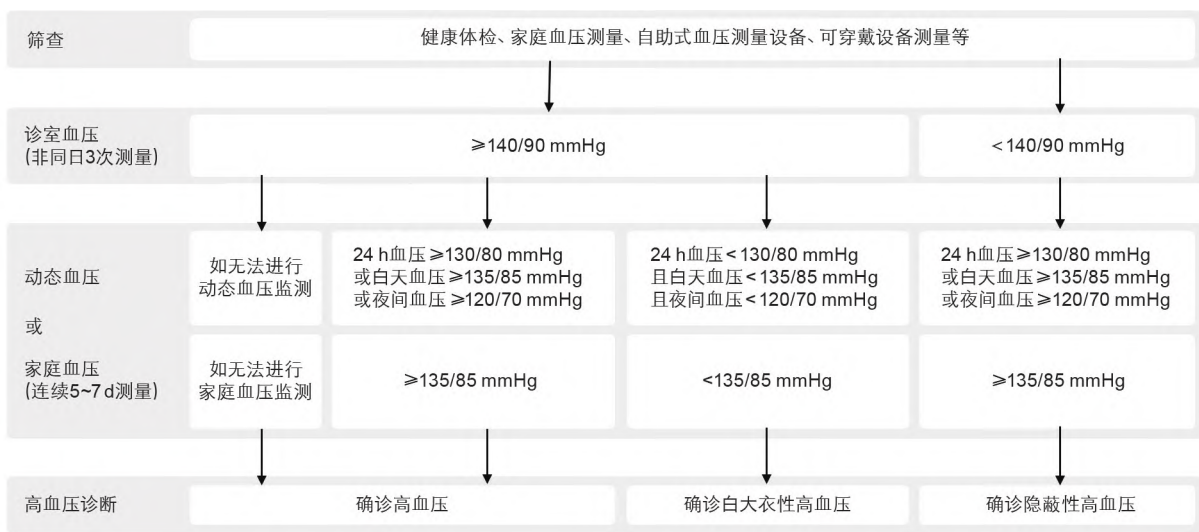 筛查
健康体检、家庭血压测量、自助式血压测量设备、可穿戴设备测量等
诊室血压
(非同日3次测量)
≥140/90 mmHg
<140/90 mmHg
动态血压
如无法进行
动态血压监测
24 h血压≥130/80 mmHg
或白天血压≥135/85 mmHg
或夜间血压≥120/70 mmHg
24 h血压<130/80 mmHg
且白天血压<135/85 mmHg
且夜间血压<120/70 mmHg
24 h血压≥130/80 mmHg
或白天血压≥135/85 mmHg
或夜间血压≥120/70 mmHg
或
家庭血压
(连续5~7 d测量)
如无法进行
家庭血压监测
≥135/85 mmHg
<135/85 mmHg
≥135/85 mmHg
高血压诊断
确诊高血压
确诊白大衣性高血压
确诊隐蔽性高血压